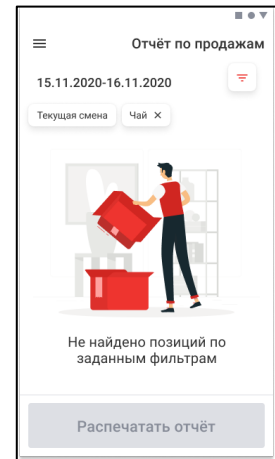 Отчёт по продажам
15.11.2020-16.11.2020
Текущая смена
Чай ×
Не найдено позиций по
заданным фильтрам
Распечатать отчёт